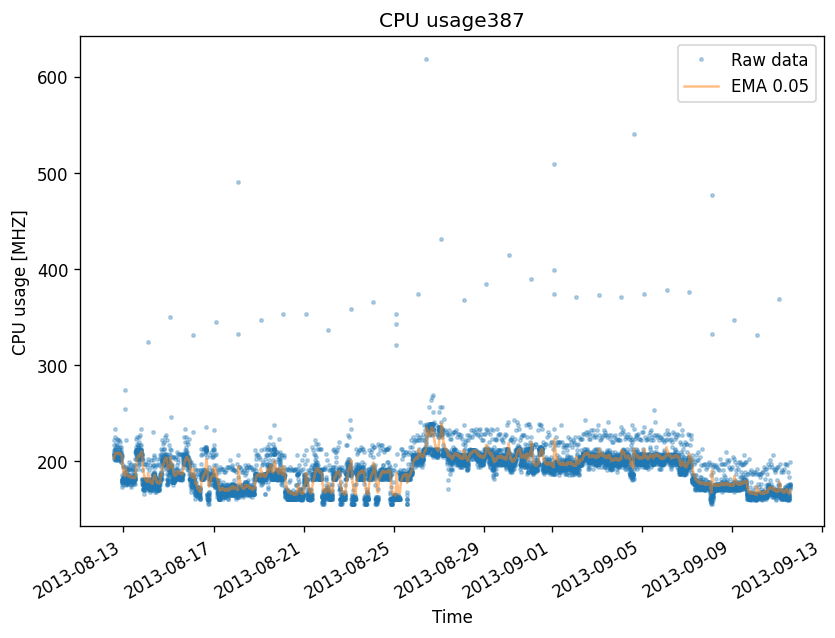 CPU usage387
Raw data
EMA 0.05
CPU usage [MHZ]
600
500
400
300
200
2013-08-13
2013-08-17
2013-08-21
2013-08-25
2013-08-29
2013-09-01
2013-09-05
2013-09-09
2013-09-13
Time